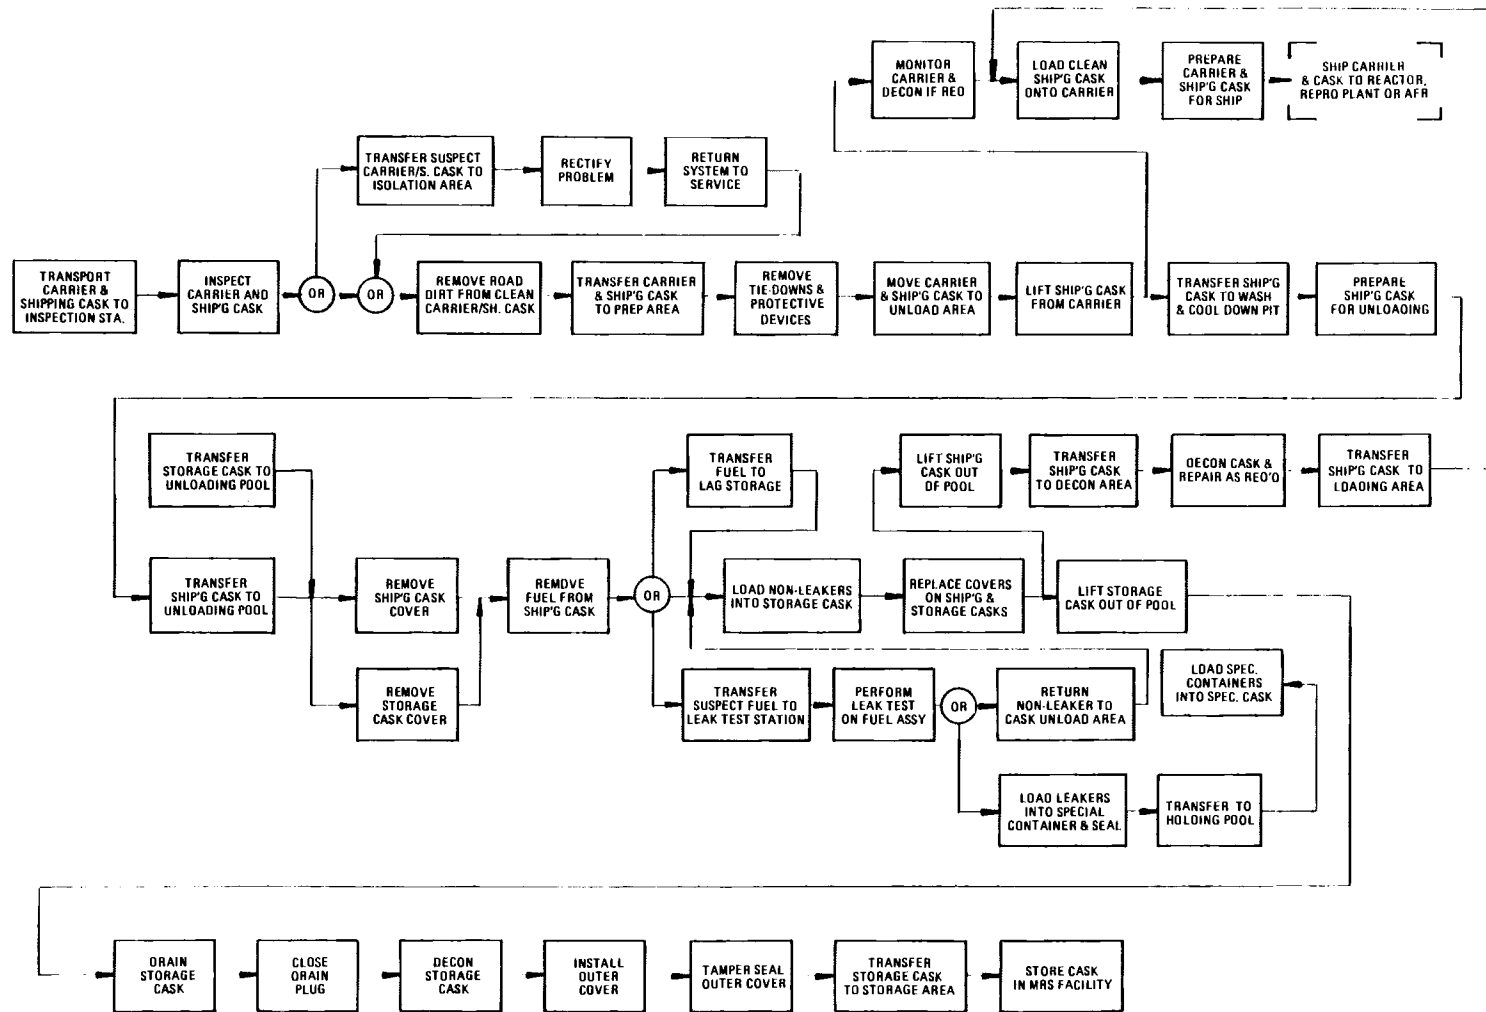 MONITOR
CARRIER &
DECON IF REO
LOAD CLEAN
SHIP'G CASK
ONTO CARRIER
PREPARE
CARRIER &
SHIP'G CASK
FOR SHIP
SHIP CARRIER
& CASK TO REACTOR,
REPRO PLANT OR AFR
TRANSFER SUSPECT
CARRIER/S. CASK TO
ISOLATION AREA
RECTIFY
PROBLEM
RETURN
SYSTEM TO
SERVICE
TRANSPORT
CARRIER &
SHIPPING CASK TO
INSPECTION STA.
INSPECT
CARRIER AND
SHIP'G CASK
OR
OR
REMOVE ROAD
DIRT FROM CLEAN
CARRIER/SH. CASK
TRANSFER CARRIER
& SHIP'G CASK
TO PREP AREA
REMOVE
TIE-DOWNS &
PROTECTIVE
DEVICES
MOVE CARRIER
& SHIP'G CASK TO
UNLOAD AREA
LIFT SHIP'G CASK
FROM CARRIER
TRANSFER SHIP'G
CASK TO WASH
& COOL DOWN PIT
PREPARE
SHIP'G CASK
FOR UNLOADING
TRANSFER
STORAGE CASK TO
UNLOADING POOL
TRANSFER
FUEL TO
LAG STORAGE
LIFT SHIP'G
CASK OUT
OF POOL
TRANSFER
SHIP'G CASK
TO DECON AREA
DECON CASK &
REPAIR AS REO'D
TRANSFER
SHIP'G CASK TO
LOADING AREA
TRANSFER
SHIP'G CASK TO
UNLOADING POOL
REMOVE
SHIP'G CASK
COVER
REMOVE
FUEL FROM
SHIP'G CASK
OR
LOAD NON-LEAKERS
INTO STORAGE CASK
REPLACE COVERS
ON SHIP'G &
STORAGE CASKS
LIFT STORAGE
CASK OUT OF POOL
REMOVE
STORAGE
CASK COVER
TRANSFER
SUSPECT FUEL TO
LEAK TEST STATION
PERFORM
LEAK TEST
ON FUEL ASSY
OR
RETURN
NON-LEAKER TO
CASK UNLOAD AREA
LOAD SPEC.
CONTAINERS
INTO SPEC. CASK
LOAD LEAKERS
INTO SPECIAL
CONTAINER & SEAL
TRANSFER TO
HOLDING POOL
DRAIN
STORAGE
CASK
CLOSE
DRAIN
PLUG
DECON
STORAGE
CASK
INSTALL
OUTER
COVER
TAMPER SEAL
OUTER COVER
TRANSFER
STORAGE CASK
TO STORAGE AREA
STORE CASK
IN MRS FACILITY